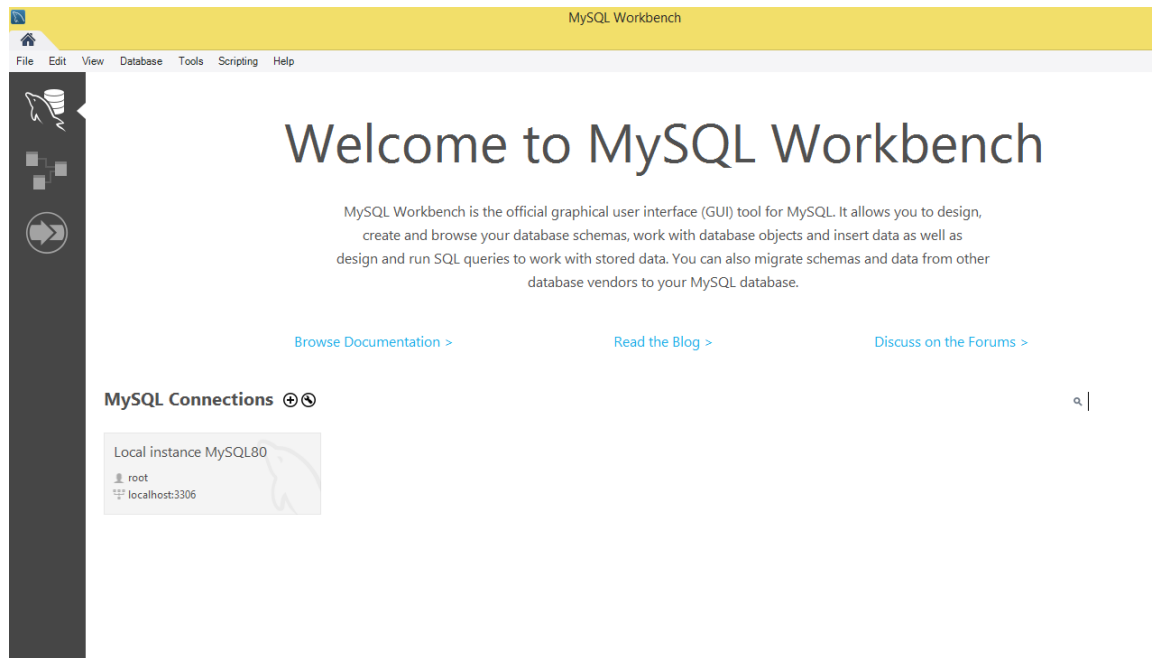 MySQL Workbench
File Edit View Database Tools Scripting Help
Welcome to MySQL Workbench
MySQL Workbench is the official graphical user interface (GUI) tool for MySQL. It allows you to design,
create and browse your database schemas, work with database objects and insert data as well as
design and run SQL queries to work with stored data. You can also migrate schemas and data from other
database vendors to your MySQL database.
Browse Documentation > Read the Blog > Discuss on the Forums >
MySQL Connections
Local instance MySQL80
root
localhost:3306